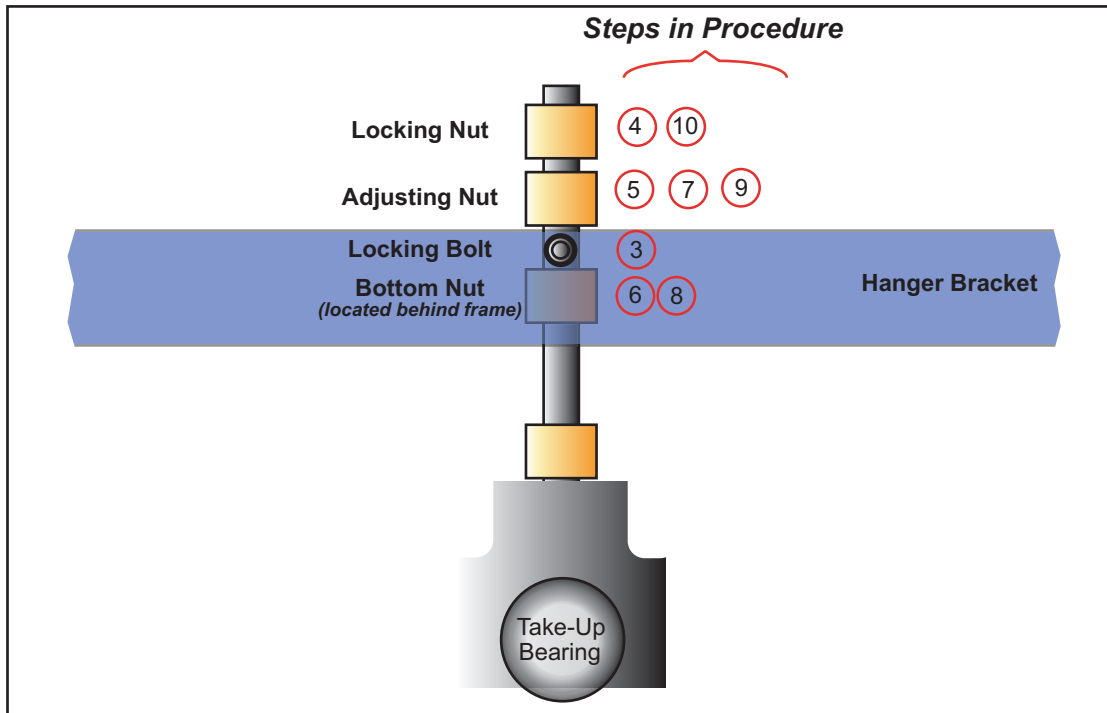 Steps in Procedure
Locking Nut 4 10
Adjusting Nut 5 7 9
Locking Bolt 3
Bottom Nut 6 8
(located behind frame)
Hanger Bracket
Take-Up
Bearing